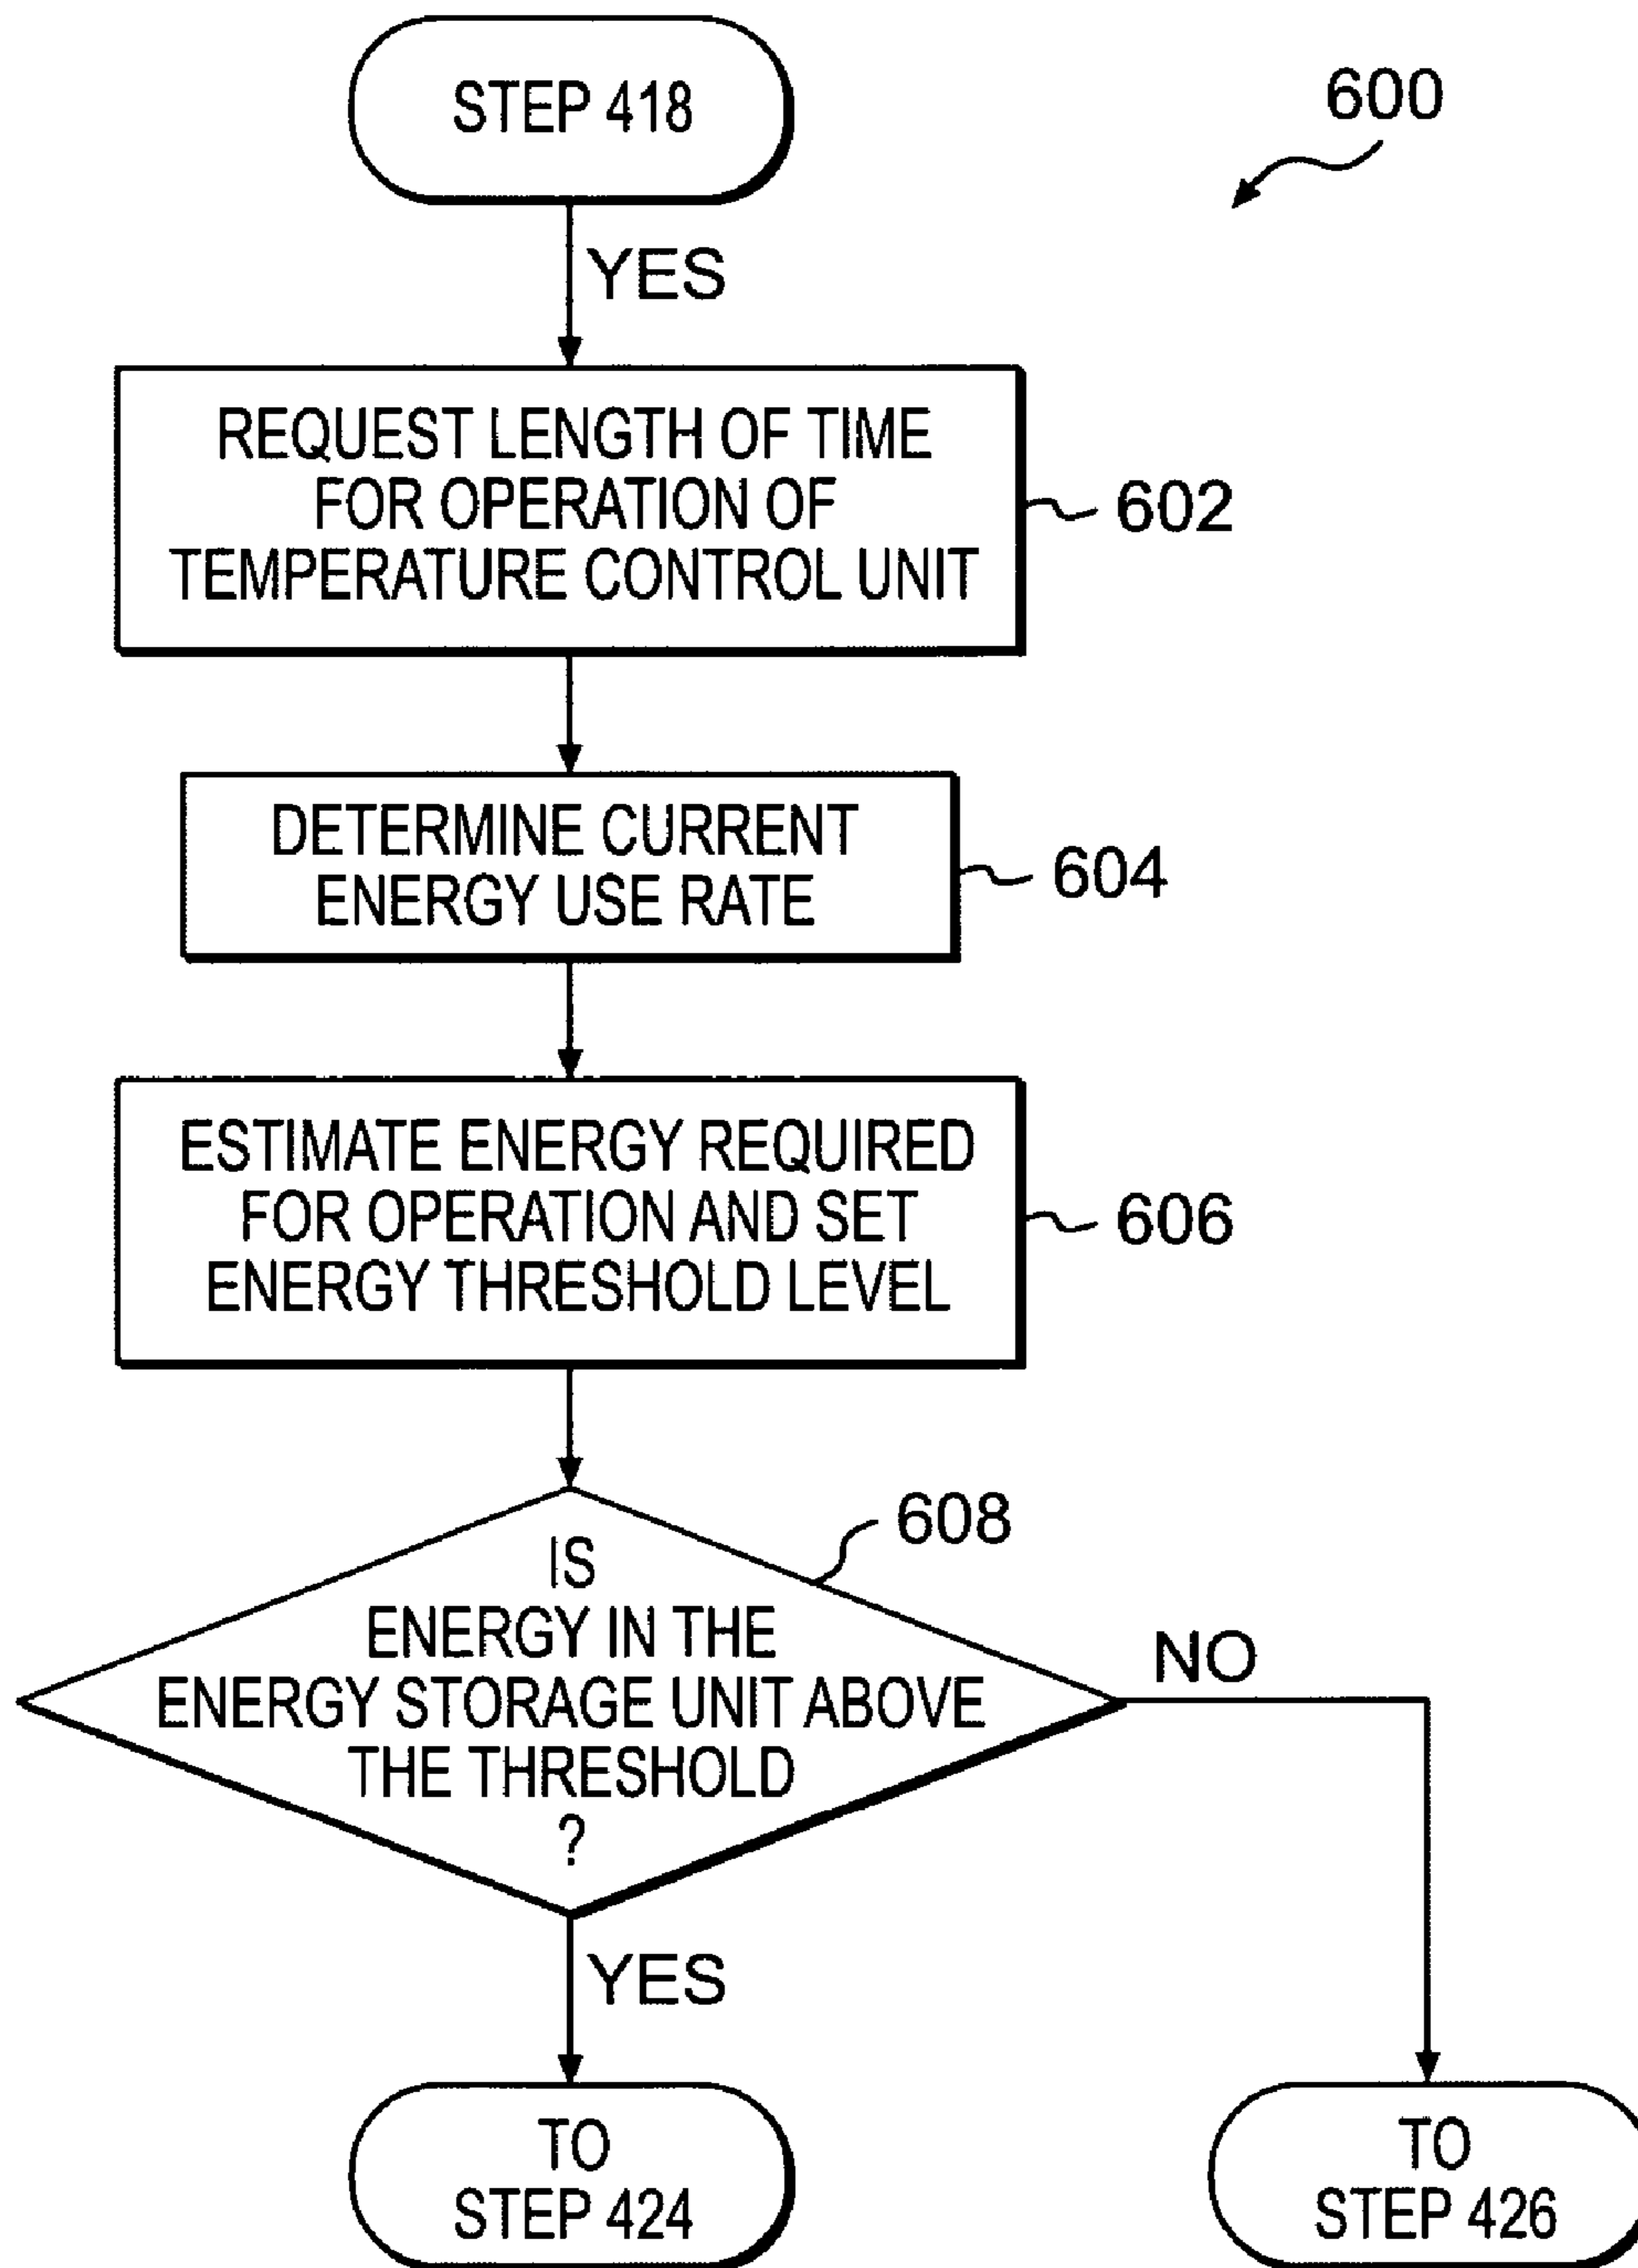 STEP 418
600
YES
REQUEST LENGTH OF TIME
FOR OPERATION OF
TEMPERATURE CONTROL UNIT
602
DETERMINE CURRENT
ENERGY USE RATE
604
ESTIMATE ENERGY REQUIRED
FOR OPERATION AND SET
ENERGY THRESHOLD LEVEL
606
608
IS
ENERGY IN THE
ENERGY STORAGE UNIT ABOVE
THE THRESHOLD
?
NO
YES
TO
STEP 424
TO
STEP 426